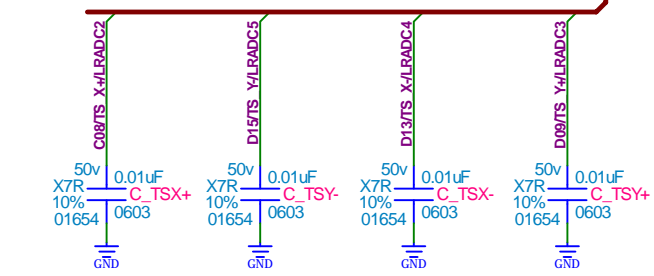 C08/TS X+/LRADC2
D15/TS Y-/LRADC5
D13/TS X-/LRADC4
D09/TS Y+/LRADC3
50v
X7R
10%
01654
0.01uF
C_TSX+
0603
GND
50v
X7R
10%
01654
0.01uF
C_TSY-
0603
GND
50v
X7R
10%
01654
0.01uF
C_TSX-
0603
GND
50v
X7R
10%
01654
0.01uF
C_TSY+
0603
GND